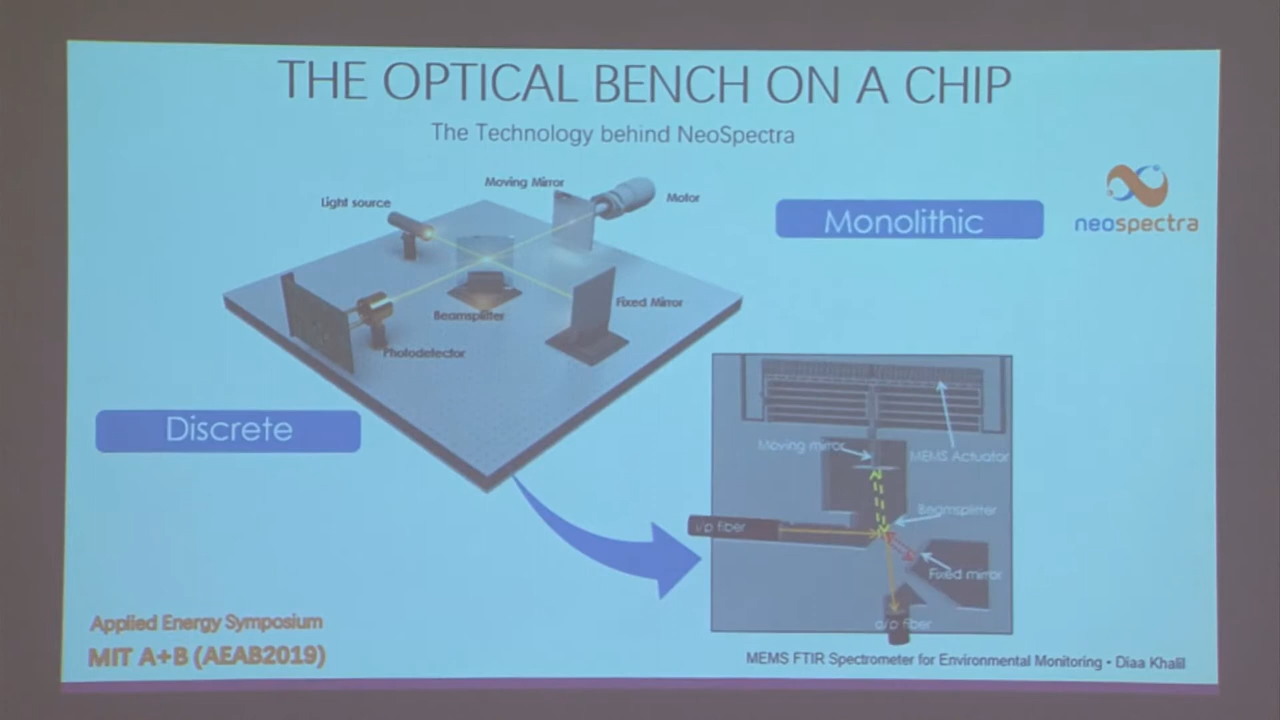 THE OPTICAL BENCH ON A CHIP
The Technology behind NeoSpectra
Moving Mirror
Motor
Light source
Monolithic
neospectra
Fixed Mirror
Beamsplitter
Photodetector
Discrete
Moving mirror
MEMS Actuator
Beamsplitter
i/p fiber
Fixed mirror
o/p fiber
Applied Energy Symposium
MIT A+B (AEAB2019)
MEMS FTIR Spectrometer for Environmental Monitoring • Diaa Khalil